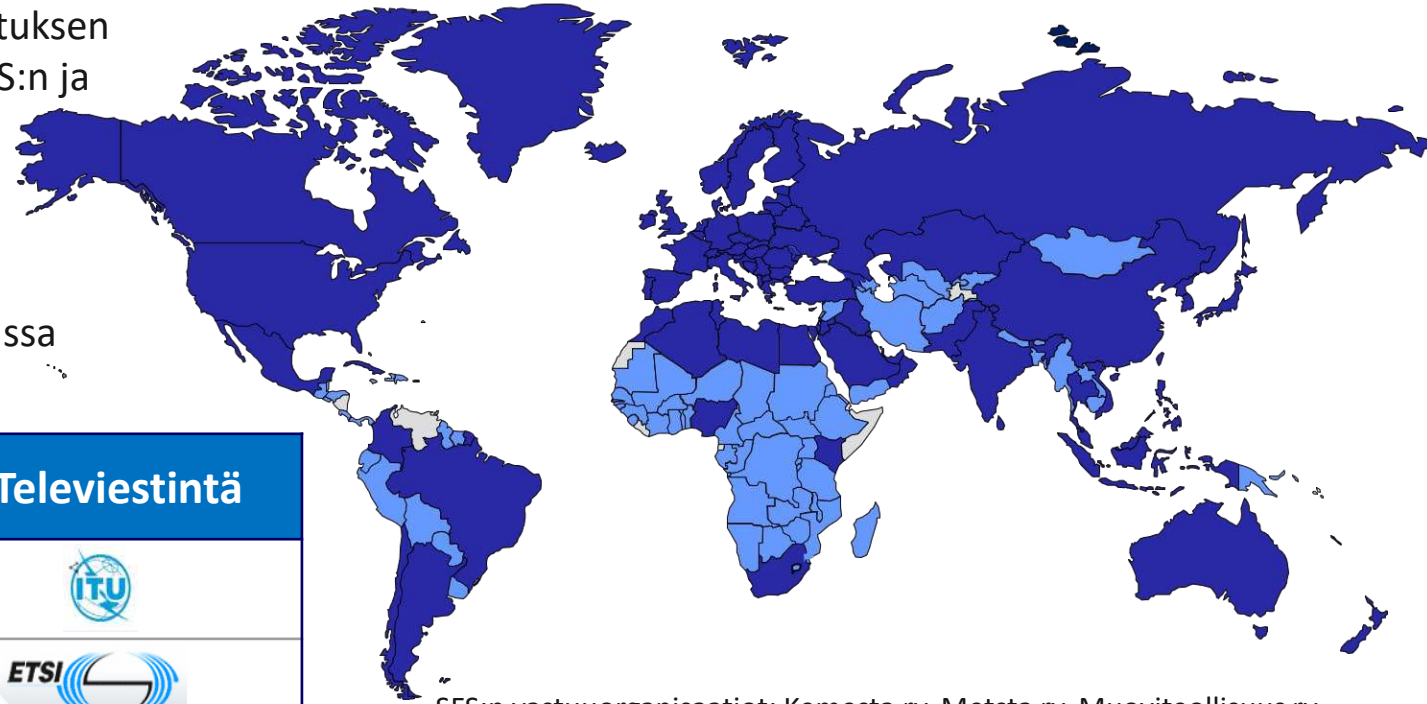 tuksen
S:n ja
ssa
Televiestintä
ITU
ETSI